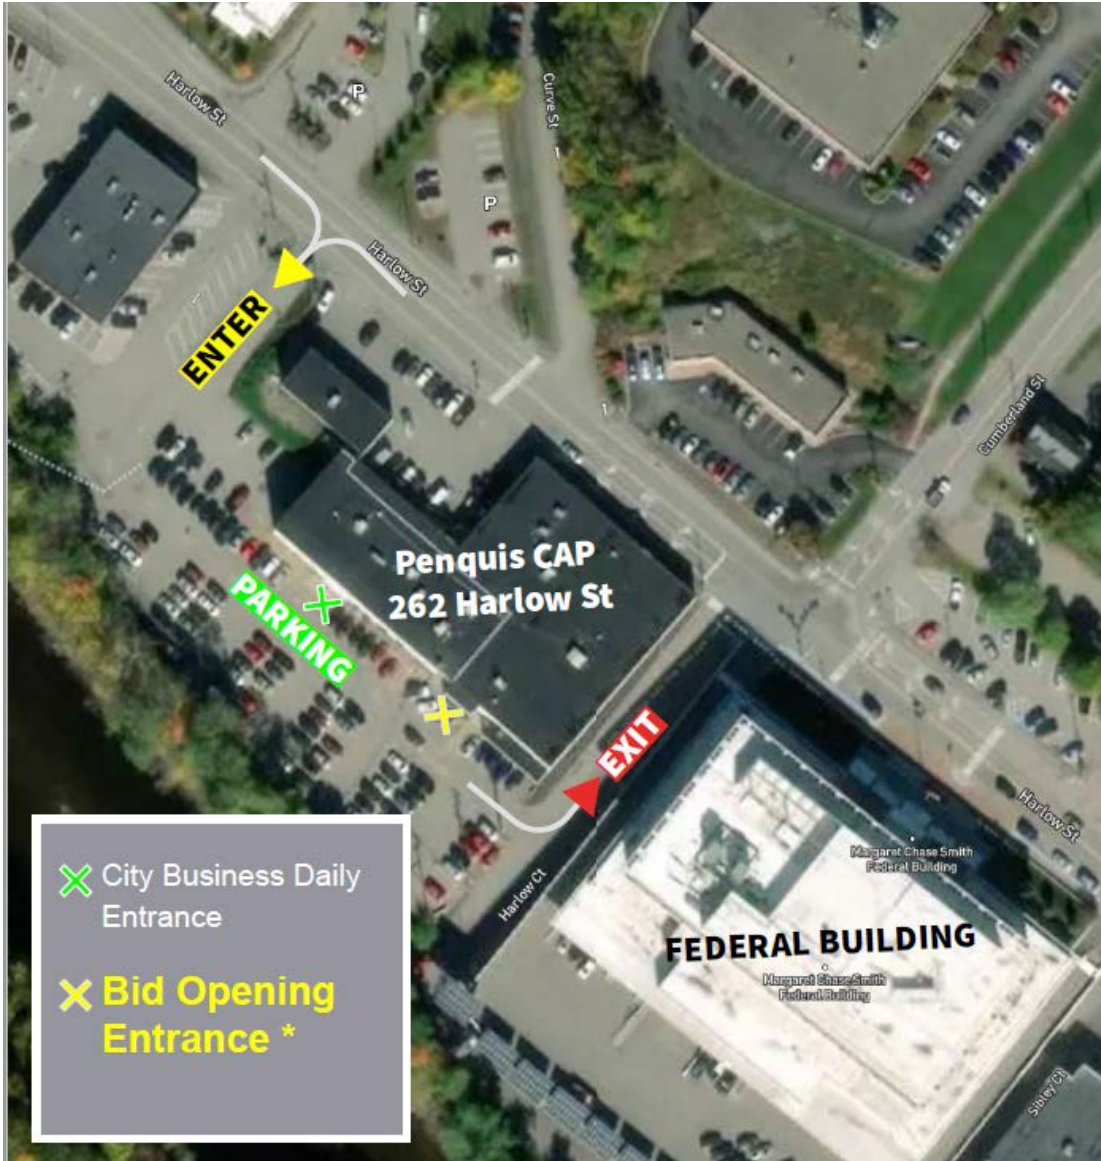 Harlow St
P
Curve St
P
Harlow St
ENTER
Cumberland St
Penquis CAP
262 Harlow St
PARKING
EXIT
Harlow St
Margaret Chase Smith
Federal Building
Harlow Ct
FEDERAL BUILDING
Margaret Chase Smith
Federal Building
Sibley Ct
City Business Daily
Entrance
Bid Opening
Entrance *